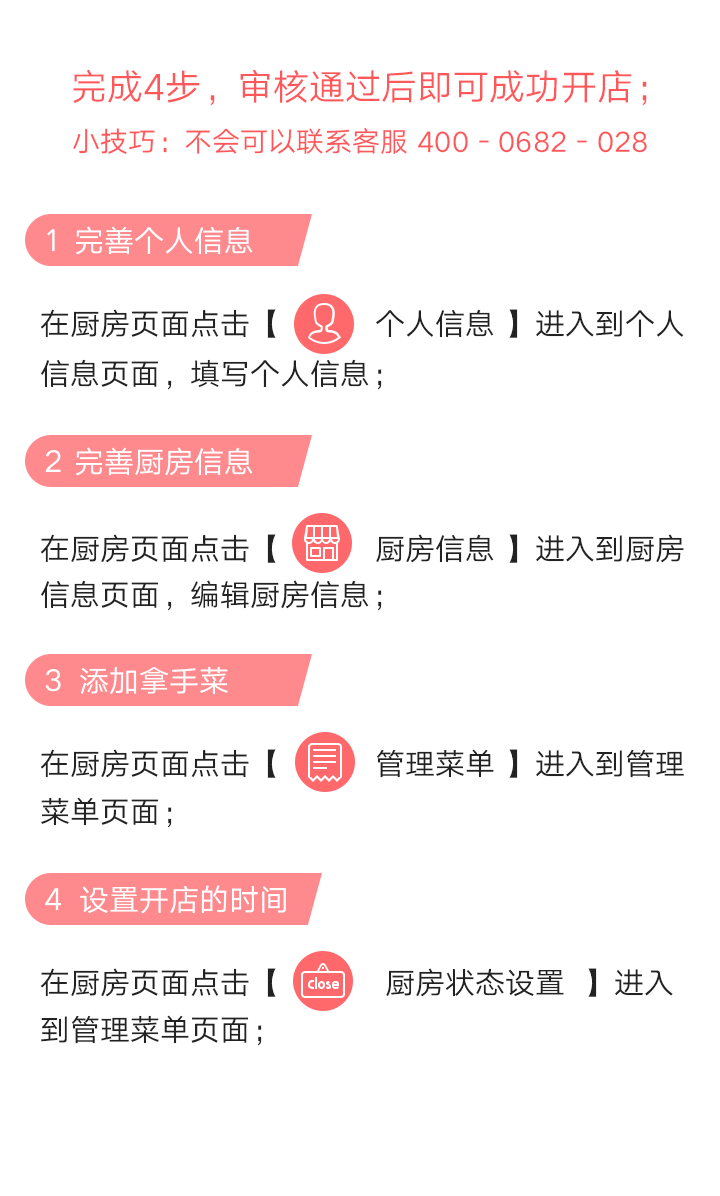 完成4步，审核通过后即可成功开店；
小技巧：不会可以联系客服 400 - 0682 - 028
1 完善个人信息
在厨房页面点击【 个人信息 】进入到个人
信息页面，填写个人信息；
2 完善厨房信息
在厨房页面点击【 厨房信息 】进入到厨房
信息页面，编辑厨房信息；
3 添加拿手菜
在厨房页面点击【 管理菜单 】进入到管理
菜单页面；
4 设置开店的时间
在厨房页面点击【 close 厨房状态设置 】进入
到管理菜单页面；